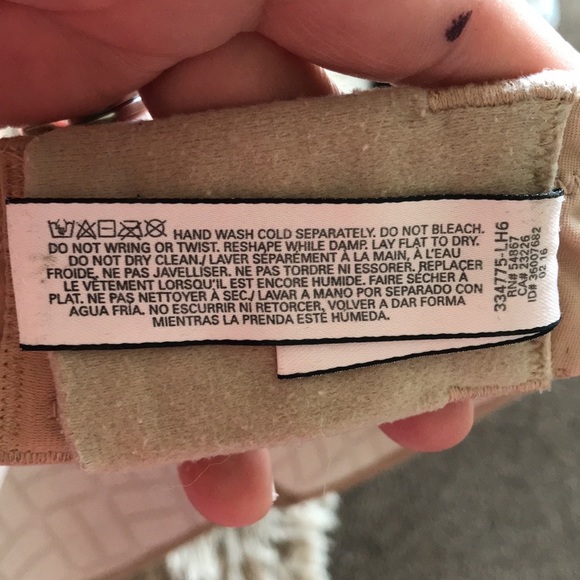 HAND WASH COLD SEPARATELY. DO NOT BLEACH.
DO NOT WRING OR TWIST. RESHAPE WHILE DAMP. LAY FLAT TO DRY.
DO NOT DRY CLEAN./ LAVER SÉPARÉMENT À LA MAIN, À L'EAU
FROIDE. NE PAS JAVELLISER. NE PAS TORDRE NI ESSORER. REPLACER
LE VÊTEMENT LORSQU'IL EST ENCORE HUMIDE. FAIRE SÉCHER À
PLAT. NE PAS NETTOYER À SEC./ LAVAR A MANO POR SEPARADO CON
AGUA FRÍA. NO ESCURRIR NI RETORCER, VOLVER A DAR FORMA
MIENTRAS LA PRENDA ESTÉ HÚMEDA.
334775-LH6
RN# 54867
CA# 23226
ID# 36007682
02 16